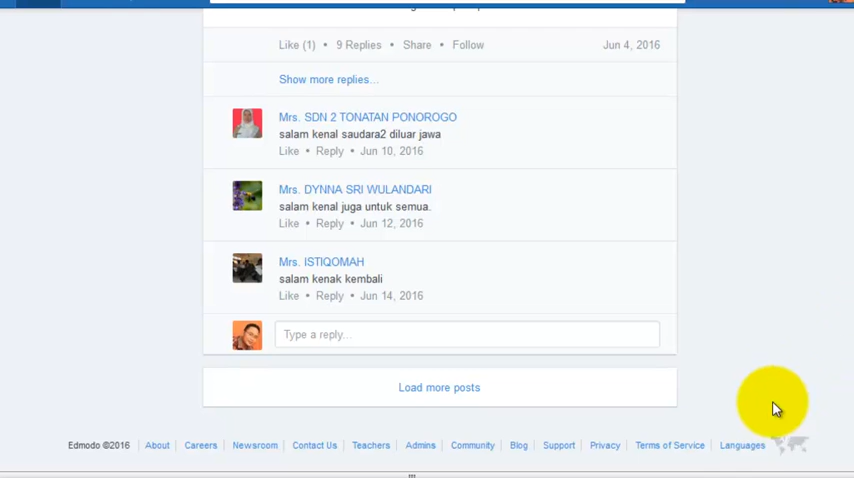 Like (1) • 9 Replies • Share • Follow Jun 4, 2016
Show more replies...
Mrs. SDN 2 TONATAN PONOROGO
salam kenal saudara2 diluar jawa
Like • Reply • Jun 10, 2016
Mrs. DYNNA SRI WULANDARI
salam kenal juga untuk semua.
Like • Reply • Jun 12, 2016
Mrs. ISTIQOMAH
salam kenak kembali
Like • Reply • Jun 14, 2016
Type a reply...
Load more posts
Edmodo ©2016 About Careers Newsroom Contact Us Teachers Admins Community Blog Support Privacy Terms of Service Languages